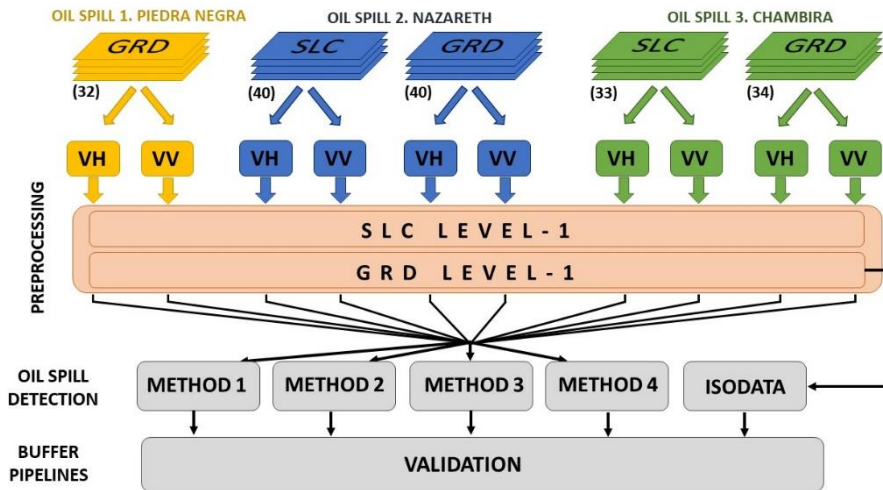 OIL SPILL 1. PIEDRA NEGRA
OIL SPILL 2. NAZARETH
OIL SPILL 3. CHAMBIRA
GRD
SLC
GRD
SLC
GRD
(32)
(40)
(40)
(33)
(34)
VH
VV
VH
VV
VH
VV
VH
VV
VH
VV
PREPROCESSING
SLC LEVEL-1
GRD LEVEL-1
OIL SPILL
DETECTION
METHOD 1
METHOD 2
METHOD 3
METHOD 4
ISODATA
BUFFER
PIPELINES
VALIDATION